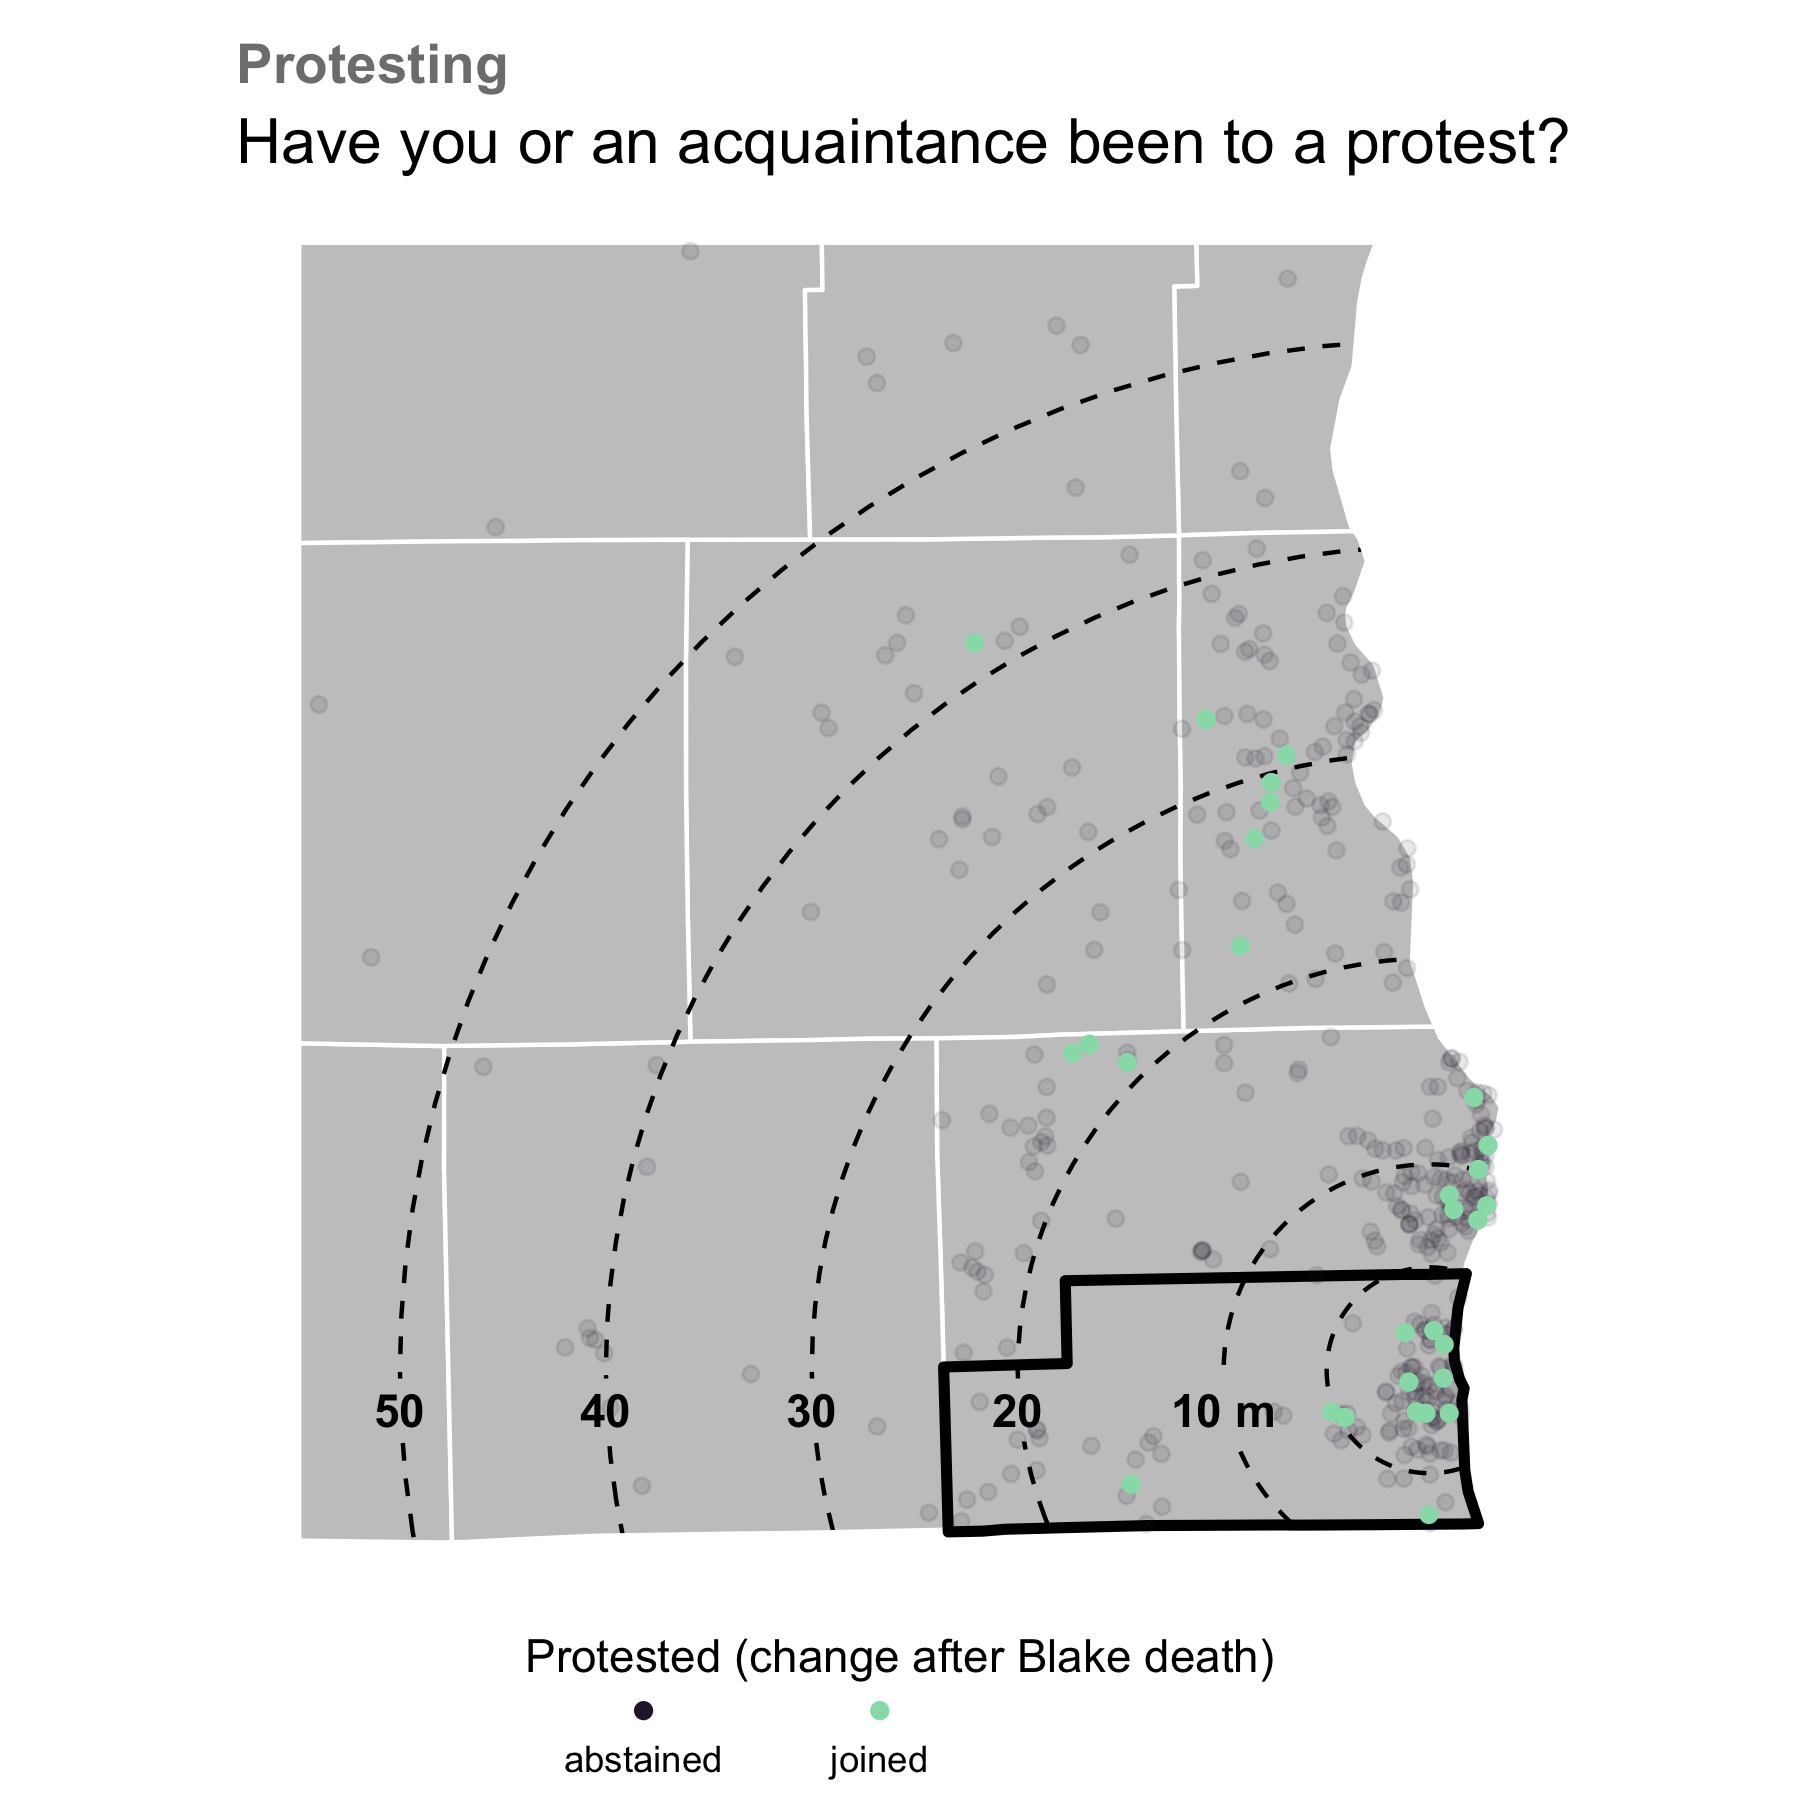 Protesting
Have you or an acquaintance been to a protest?
50 40 30 20 10 m
Protested (change after Blake death)
abstained joined